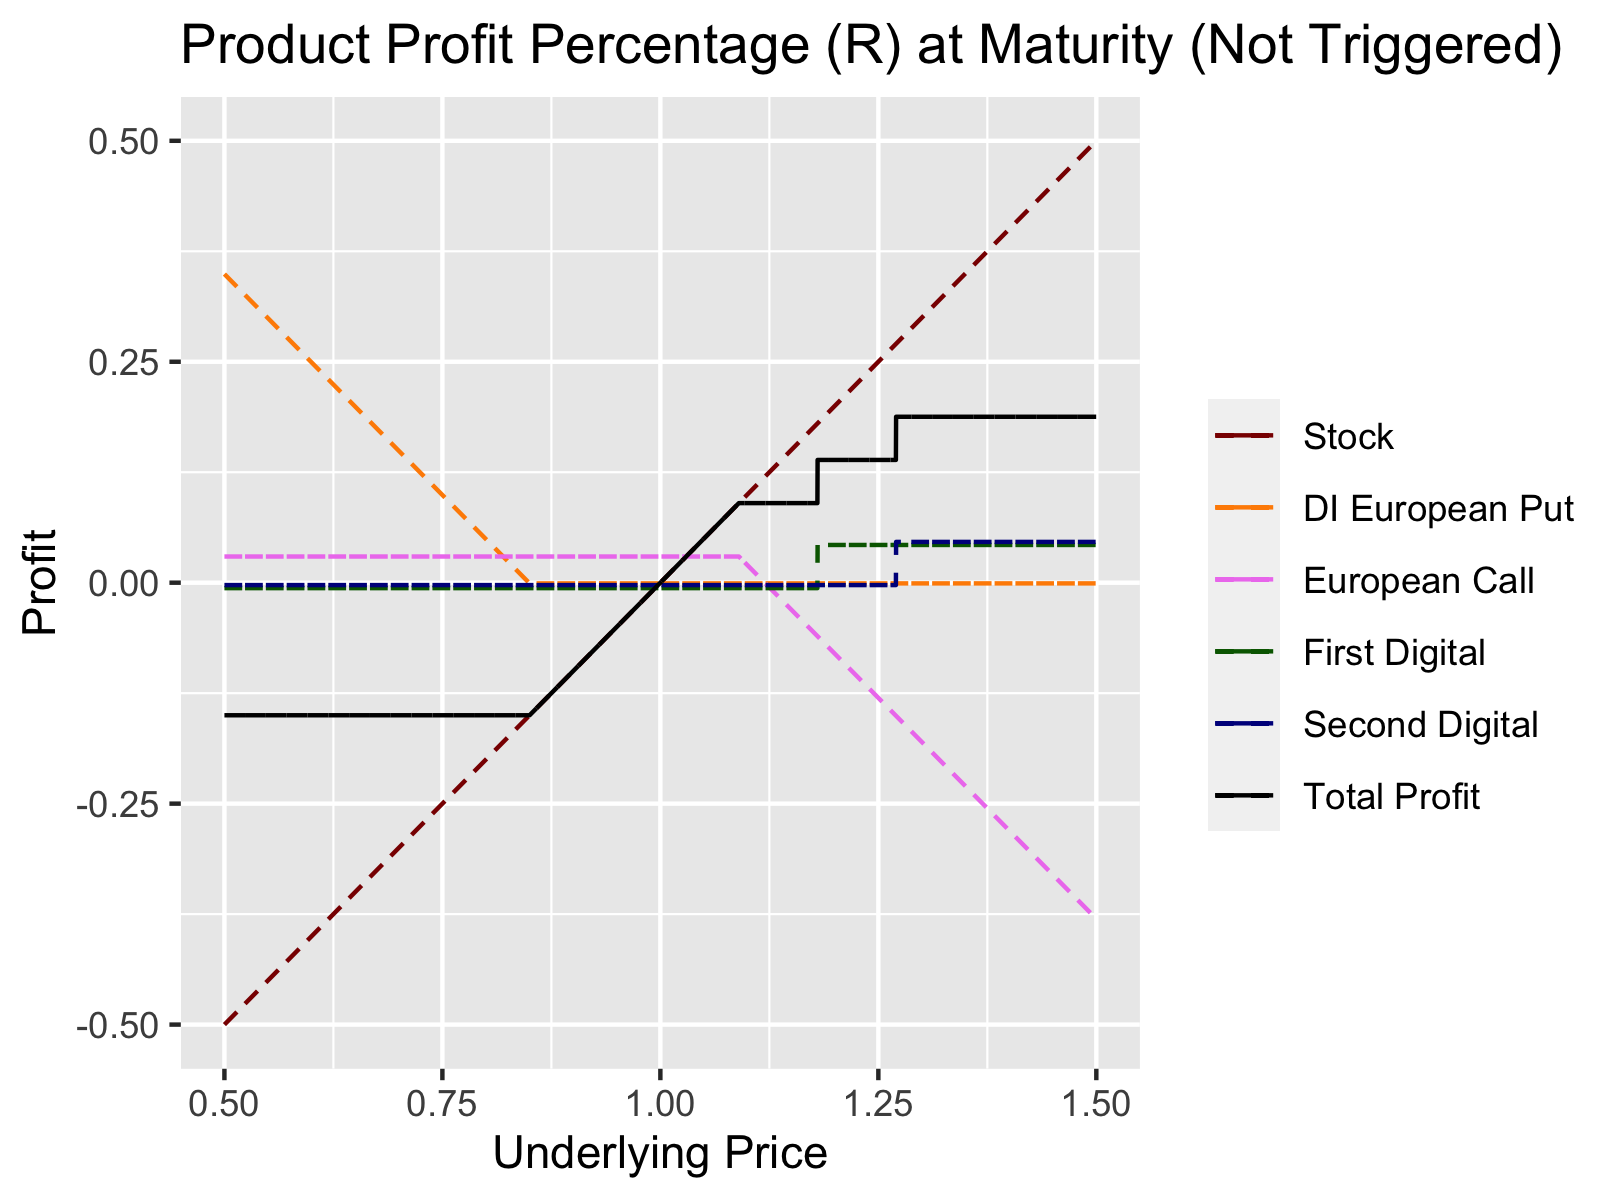 Product Profit Percentage (R) at Maturity (Not Triggered)
0.50
0.25
0.00
-0.25
-0.50
Profit
0.50 0.75 1.00 1.25 1.50
Underlying Price
Stock
DI European Put
European Call
First Digital
Second Digital
Total Profit